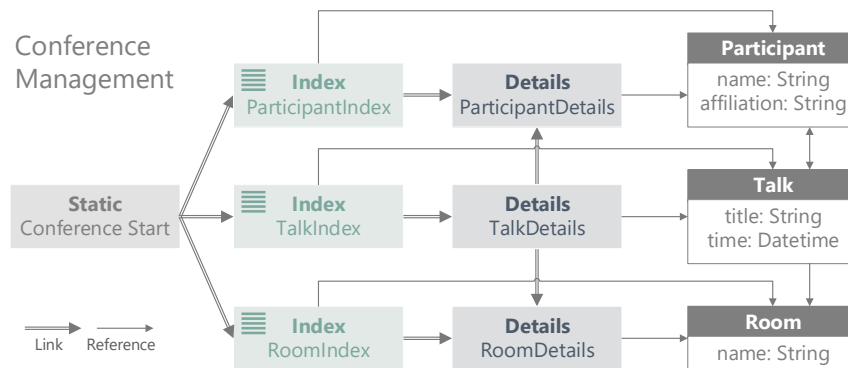 Conference
Management
Index
ParticipantIndex
Details
ParticipantDetails
Participant
name: String
affiliation: String
Static
Conference Start
Index
TalkIndex
Details
TalkDetails
Talk
title: String
time: Datetime
Index
RoomIndex
Details
RoomDetails
Room
name: String
Link
Reference